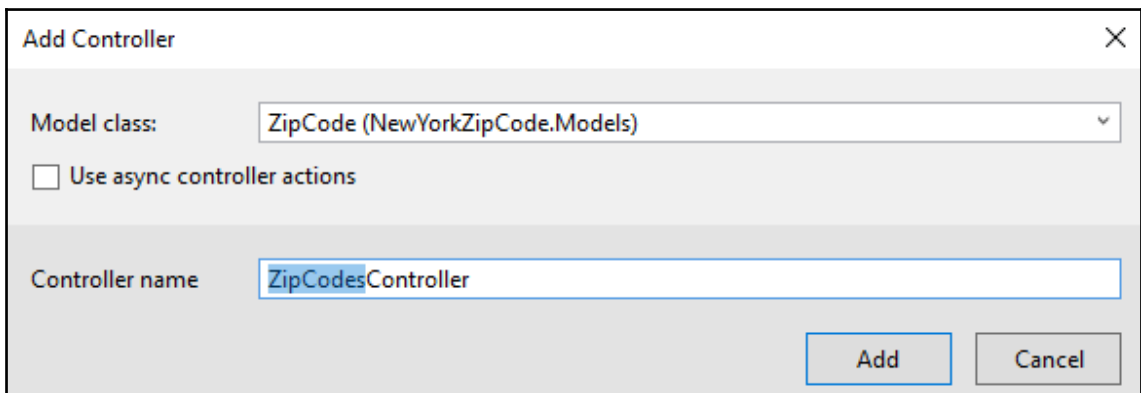 Add Controller
Model class: ZipCode (NewYorkZipCode.Models)
Use async controller actions
Controller name ZipCodesController
Add Cancel